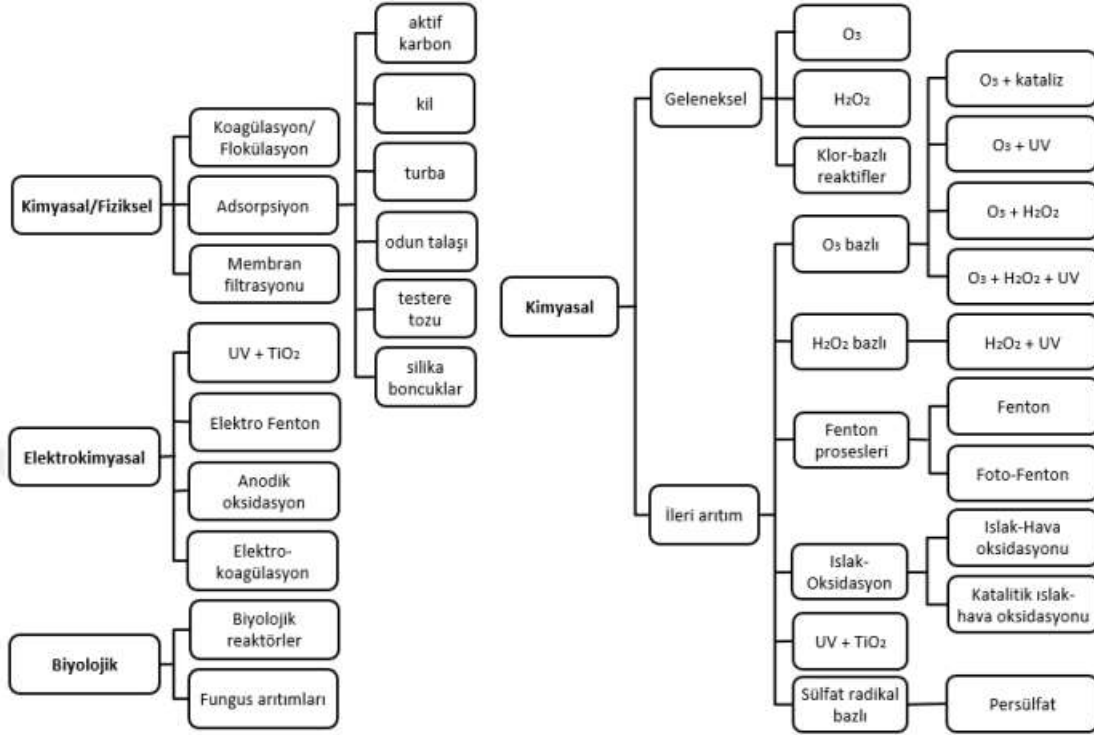 Kimyasal/Fiziksel
Koagülasyon/
Flokülasyon
Adsorpsiyon
aktif
karbon
kil
turba
odun talaşı
testere
tozu
silika
boncuklar
Membran
filtrasyonu
Elektrokimyasal
UV + TiO₂
Elektro Fenton
Anodik
oksidasyon
Elektro-
koagülasyon
Biyolojik
Biyolojik
reaktörler
Fungus arıtımları
Kimyasal
Geleneksel
O₃
H₂O₂
Klor-bazlı
reaktifler
İleri arıtım
O₃ bazlı
O₃ + kataliz
O₃ + UV
O₃ + H₂O₂
O₃ + H₂O₂ + UV
H₂O₂ bazlı
H₂O₂ + UV
Fenton
prosesleri
Fenton
Foto-Fenton
Islak-
Oksidasyon
Islak-Hava
oksidasyonu
Katalitik ıslak-
hava oksidasyonu
UV + TiO₂
Sülfat radikal
bazlı
Persülfat